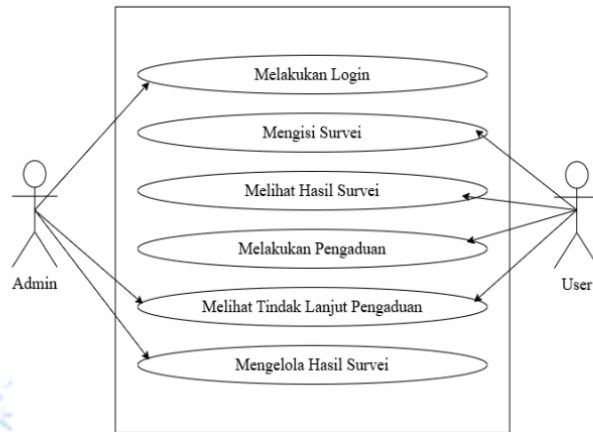 Melakukan Login
Mengisi Survei
Melihat Hasil Survei
Melakukan Pengaduan
Admin
User
Melihat Tindak Lanjut Pengaduan
Mengelola Hasil Survei